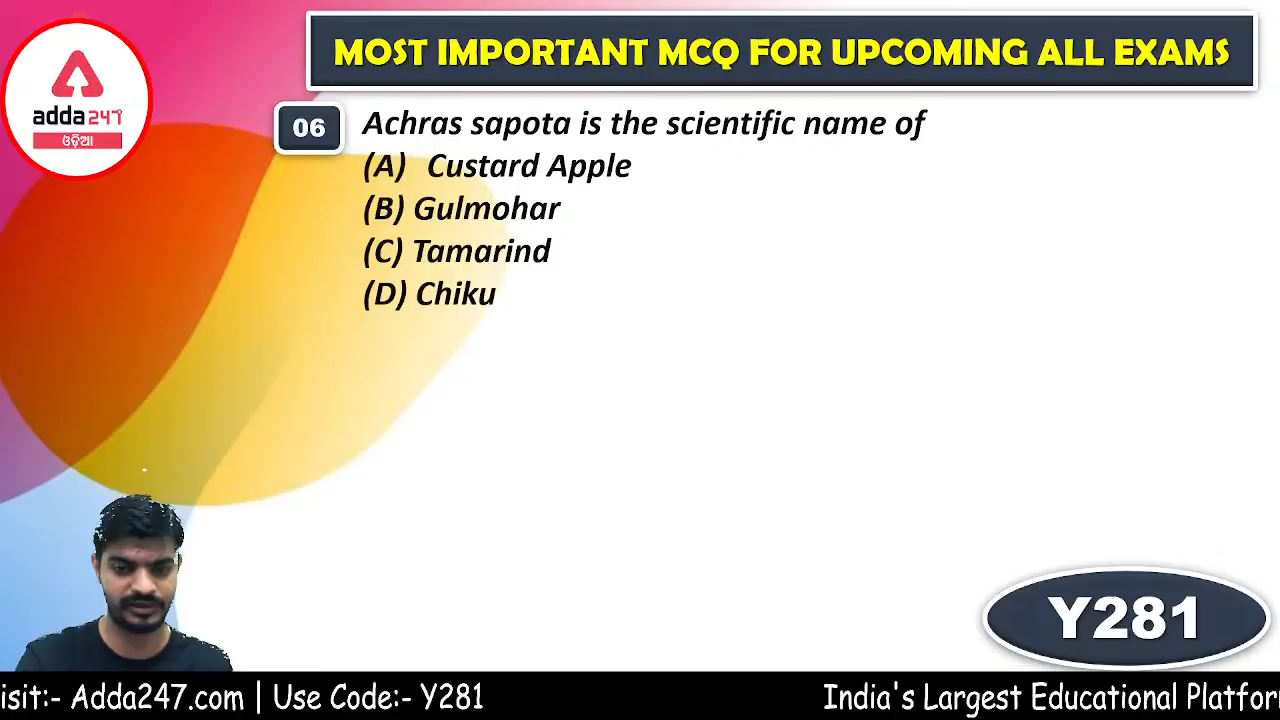 MOST IMPORTANT MCQ FOR UPCOMING ALL EXAMS
adda247
ଓଡ଼ିଆ
06
Achras sapota is the scientific name of
(A) Custard Apple
(B) Gulmohar
(C) Tamarind
(D) Chiku
Y281
isit:- Adda247.com | Use Code:- Y281
India's Largest Educational Platfor